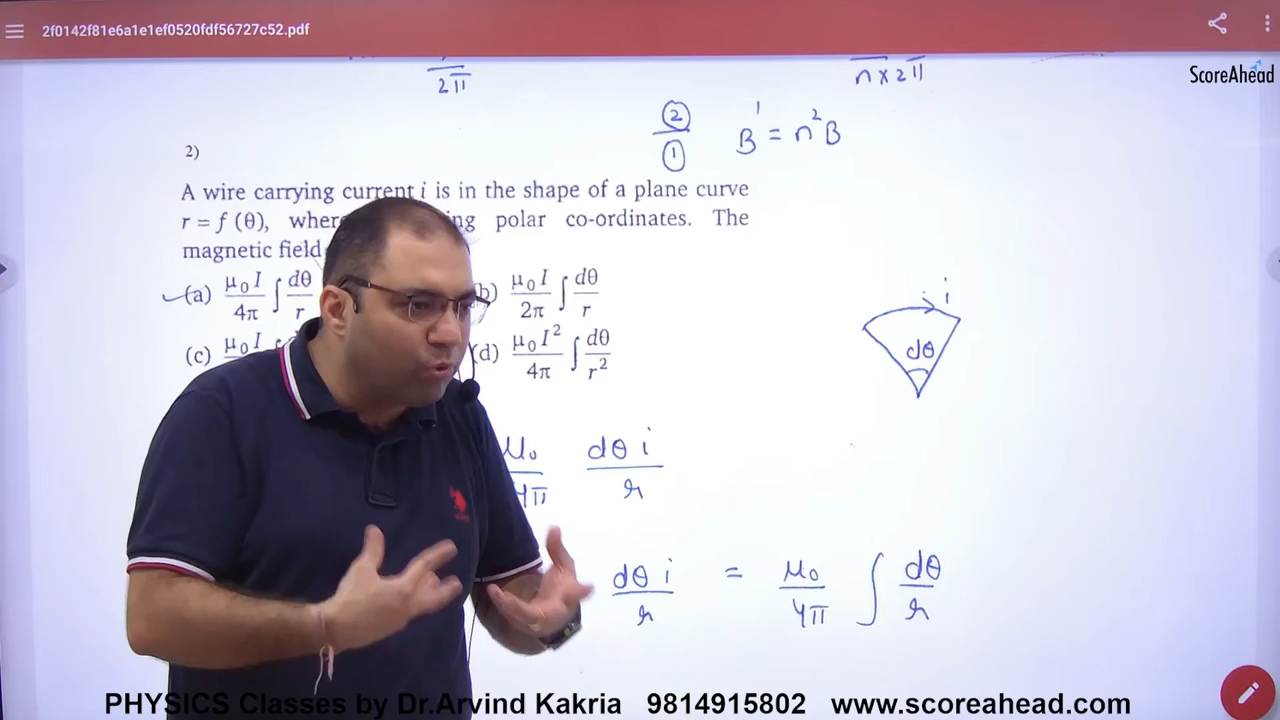 2f0142f81e6a1e1ef0520fdf56727c52.pdf
ScoreAhead
2π
n×2π
② / ① B' = n²B
2)
A wire carrying current i is in the shape of a plane curve
r = f (θ), polar co-ordinates. The
magnetic field
(a) μ₀I/4π ∫ dθ/r (b) μ₀I/2π ∫ dθ/r
(c) μ₀I (d) μ₀I²/4π ∫ dθ/r²
i
dθ
μ₀/4π dθ i/r
dθ i/r = μ₀/4π ∫ dθ/r
PHYSICS Classes by Dr.Arvind Kakria 9814915802 www.scoreahead.com